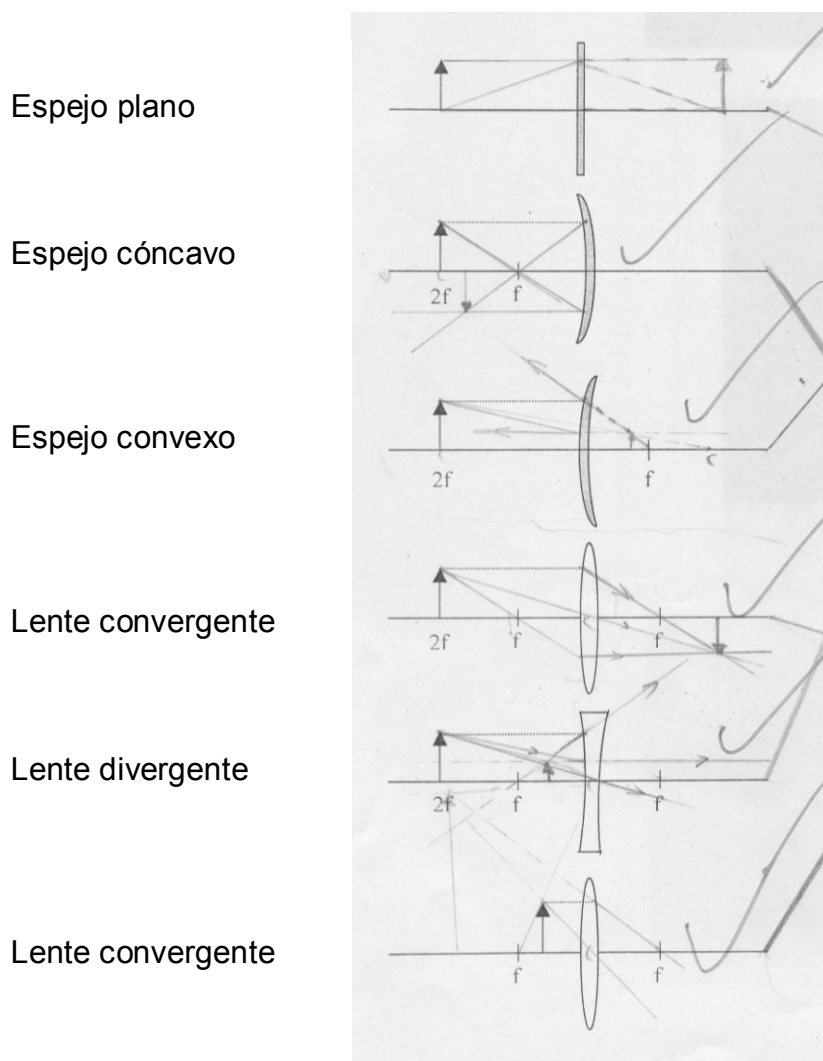 Espejo plano
Espejo cóncavo
2f f
Espejo convexo
2f f c
Lente convergente
2f f f
Lente divergente
2f f f
Lente convergente
f f